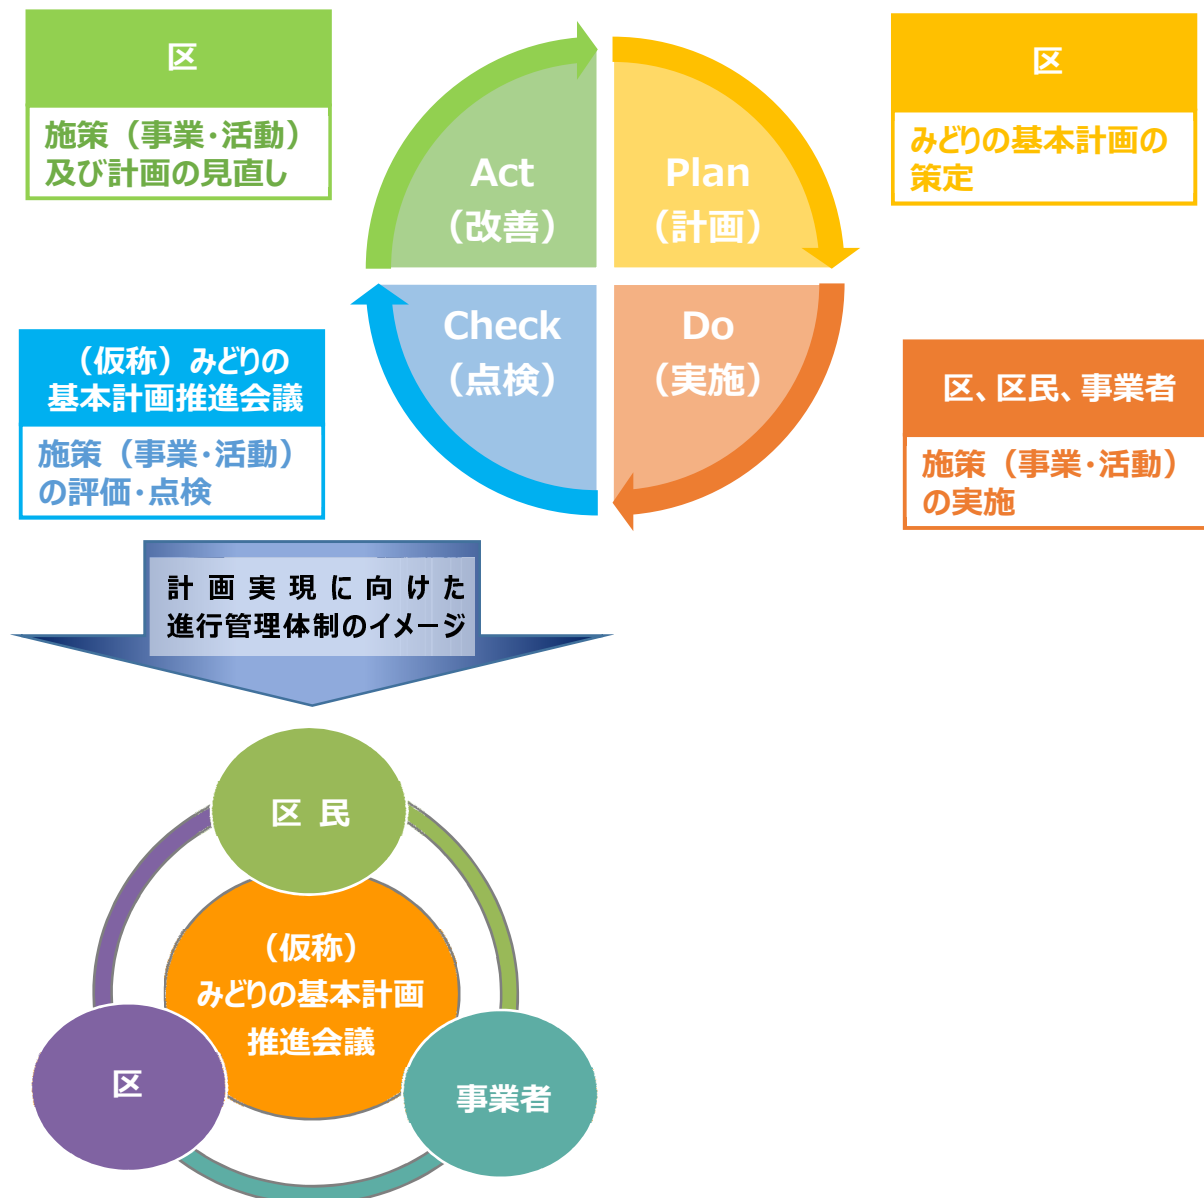 区
施策（事業・活動）
及び計画の見直し
Act
（改善）
Plan
（計画）
区
みどりの基本計画の
策定
（仮称）みどりの
基本計画推進会議
施策（事業・活動）
の評価・点検
Check
（点検）
Do
（実施）
区、区民、事業者
施策（事業・活動）
の実施
計画実現に向けた
進行管理体制のイメージ
区民
（仮称）
みどりの基本計画
推進会議
区
事業者